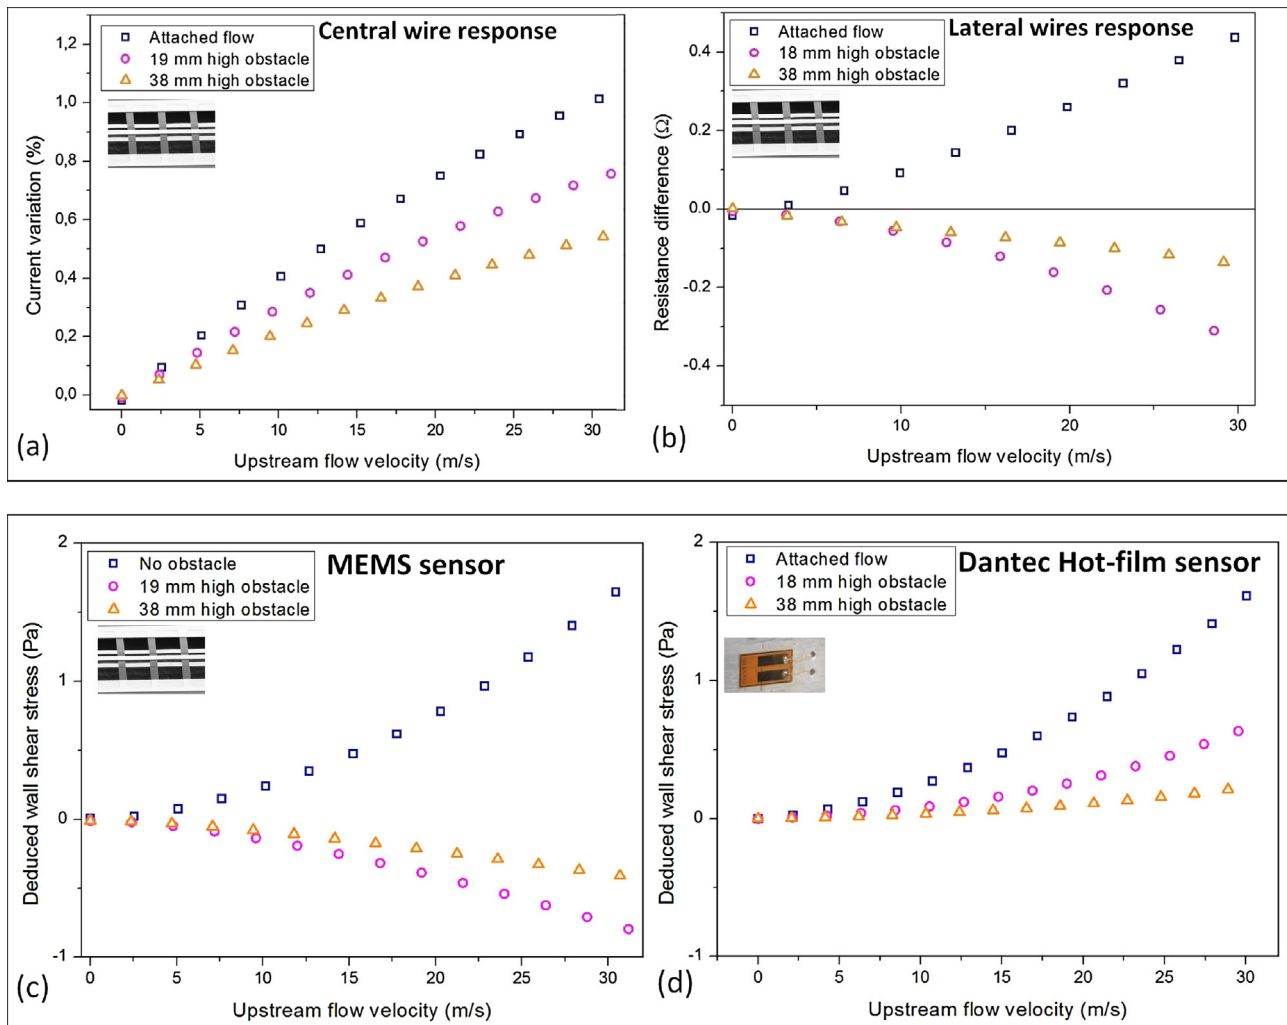 Central wire response
Attached flow
19 mm high obstacle
38 mm high obstacle
Current variation (%)
1,2
1,0
0,8
0,6
0,4
0,2
0,0
0 5 10 15 20 25 30
Upstream flow velocity (m/s)
(a)
Lateral wires response
Attached flow
18 mm high obstacle
38 mm high obstacle
Resistance difference (Ω)
0.4
0.2
0.0
-0.2
-0.4
0 10 20 30
Upstream flow velocity (m/s)
(b)
MEMS sensor
No obstacle
19 mm high obstacle
38 mm high obstacle
Deduced wall shear stress (Pa)
2
1
0
-1
0 5 10 15 20 25 30
Upstream flow velocity (m/s)
(c)
Dantec Hot-film sensor
Attached flow
18 mm high obstacle
38 mm high obstacle
Deduced wall shear stress (Pa)
2
1
0
-1
0 5 10 15 20 25 30
Upstream flow velocity (m/s)
(d)